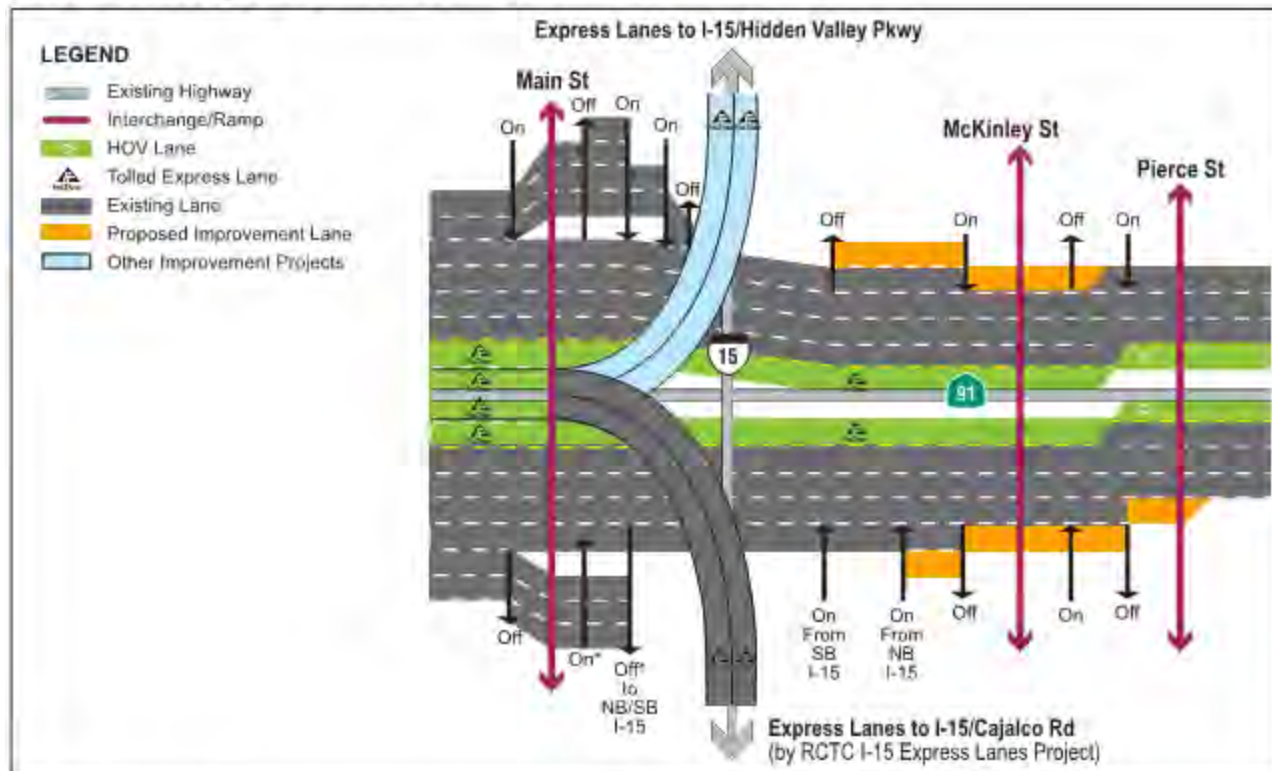 LEGEND
Existing Highway
Interchange/Ramp
HOV Lane
Tolled Express Lane
Existing Lane
Proposed Improvement Lane
Other Improvement Projects
Express Lanes to I-15/Hidden Valley Pkwy
Main St
On
Off
On
On
Off
McKinley St
Pierce St
Off
On
Off
On
15
91
Off
On*
Off*
to
NB/SB
I-15
On
From
SB
I-15
On
From
NB
I-15
Off
On
Off
Express Lanes to I-15/Cajalco Rd
(by RCTC I-15 Express Lanes Project)